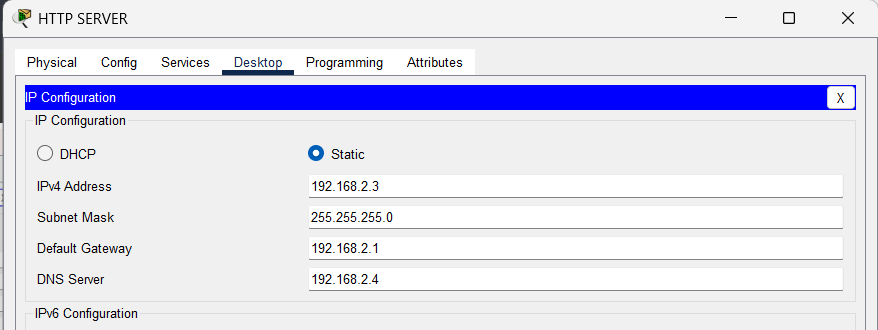 HTTP SERVER
Physical Config Services Desktop Programming Attributes
IP Configuration X
IP Configuration
DHCP Static
IPv4 Address 192.168.2.3
Subnet Mask 255.255.255.0
Default Gateway 192.168.2.1
DNS Server 192.168.2.4
IPv6 Configuration